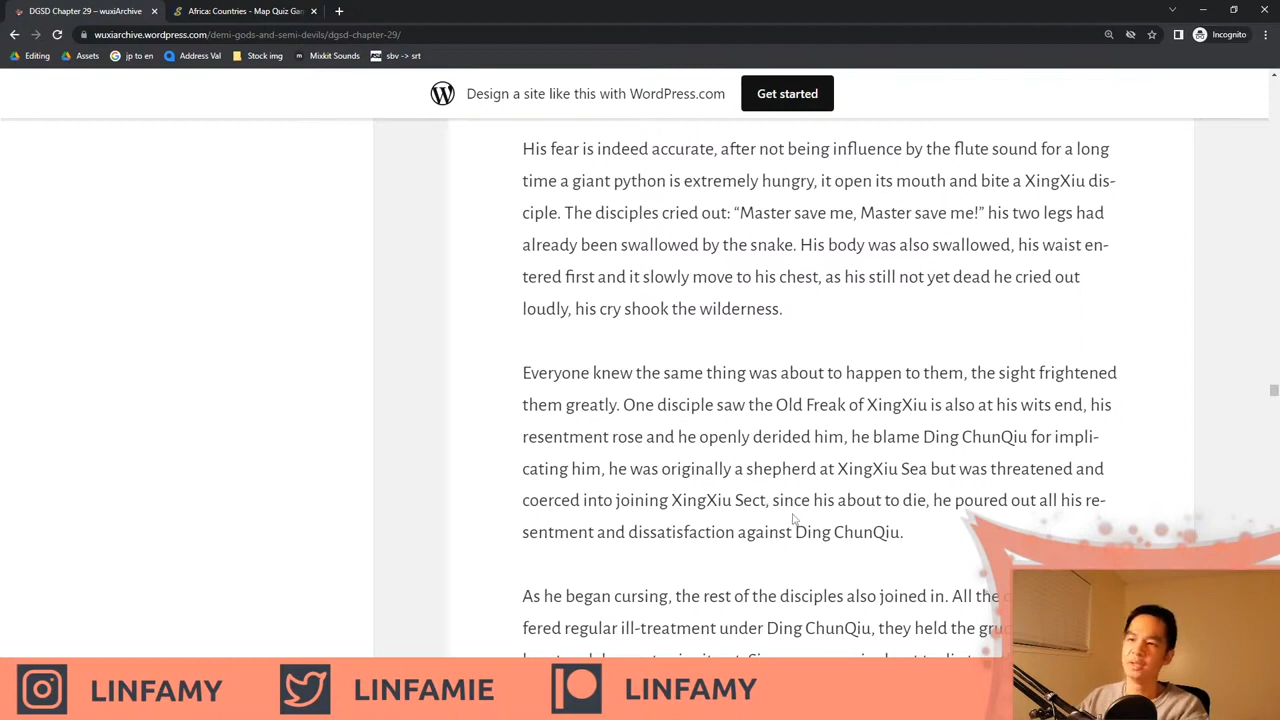 DGSD Chapter 29 – wuxiArchive
Africa: Countries - Map Quiz Gam
wuxiarchive.wordpress.com/demi-gods-and-semi-devils/dgsd-chapter-29/
Incognito
Editing
Assets
jp to en
Address Val
Stock img
Mixkit Sounds
sbv -> srt
Design a site like this with WordPress.com
Get started
His fear is indeed accurate, after not being influence by the flute sound for a long
time a giant python is extremely hungry, it open its mouth and bite a XingXiu dis-
ciple. The disciples cried out: “Master save me, Master save me!” his two legs had
already been swallowed by the snake. His body was also swallowed, his waist en-
tered first and it slowly move to his chest, as his still not yet dead he cried out
loudly, his cry shook the wilderness.
Everyone knew the same thing was about to happen to them, the sight frightened
them greatly. One disciple saw the Old Freak of XingXiu is also at his wits end, his
resentment rose and he openly derided him, he blame Ding ChunQiu for impli-
cating him, he was originally a shepherd at XingXiu Sea but was threatened and
coerced into joining XingXiu Sect, since his about to die, he poured out all his re-
sentment and dissatisfaction against Ding ChunQiu.
As he began cursing, the rest of the disciples also joined in. All the
fered regular ill-treatment under Ding ChunQiu, they held the
LINFAMY
LINFAMIE
LINFAMY